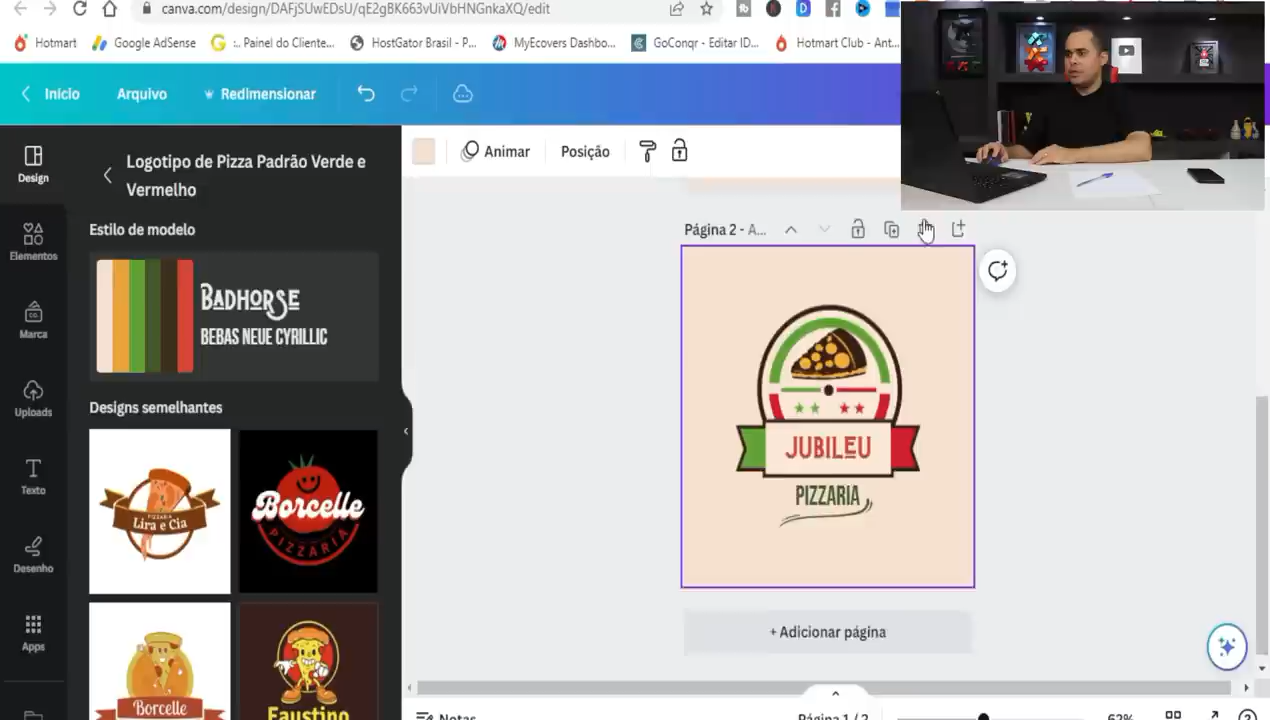 canva.com/design/DAFjSUwEDsU/qE2gBK663vUiVbHNGnkaXQ/edit
Hotmart
Google AdSense
:.. Painel do Cliente...
HostGator Brasil - P...
MyEcovers Dashbo...
GoConqr - Editar ID...
Hotmart Club - Ant...
Início
Arquivo
Redimensionar
Animar
Posição
Design
Elementos
Marca
Uploads
Texto
Desenho
Apps
Logotipo de Pizza Padrão Verde e
Vermelho
Estilo de modelo
BADHORSE
BEBAS NEUE CYRILLIC
Designs semelhantes
PIZZARIA
Lira e Cia
Borcelle
PIZZARIA
Borcelle
Faustino
Página 2 - A...
JUBILEU
PIZZARIA
+ Adicionar página
Notas
Página 1 / 2
62%